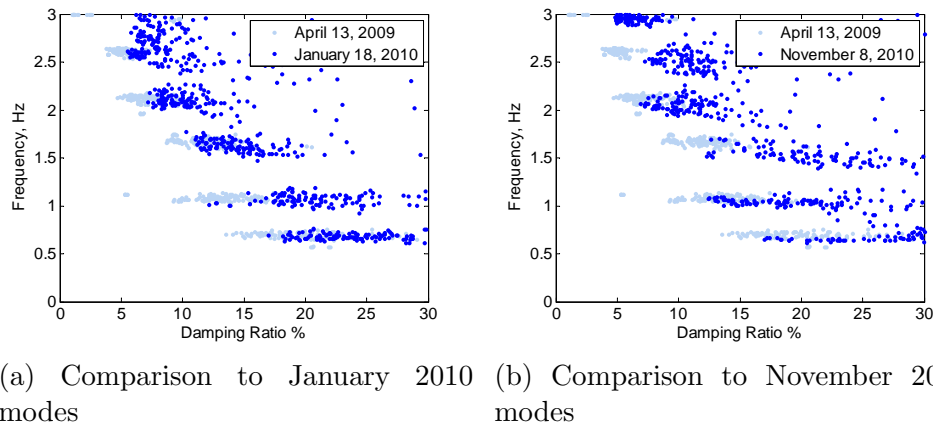 3
2.5
2
1.5
1
0.5
0
Frequency, Hz
April 13, 2009
January 18, 2010
0 5 10 15 20 25 30
Damping Ratio %
3
2.5
2
1.5
1
0.5
0
Frequency, Hz
April 13, 2009
November 8, 2010
0 5 10 15 20 25 30
Damping Ratio %
(a) Comparison to January 2010
modes
(b) Comparison to November 20
modes